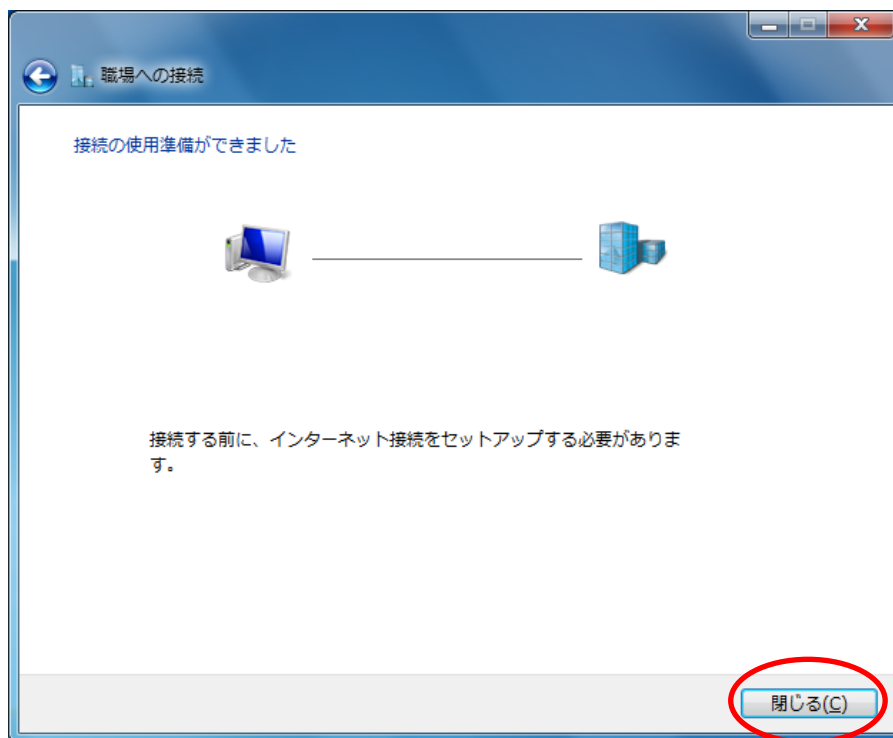 職場への接続
接続の使用準備ができました
接続する前に、インターネット接続をセットアップする必要がありま
す。
閉じる(C)